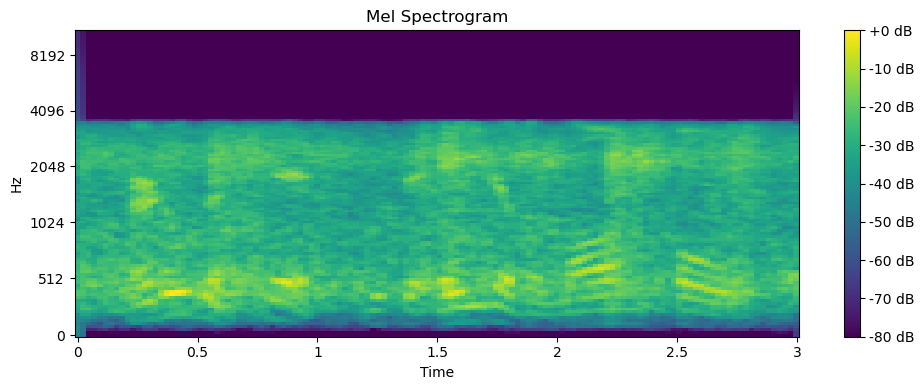 Mel Spectrogram
Hz
8192
4096
2048
1024
512
0
0
0.5
1
1.5
2
2.5
3
Time
+0 dB
-10 dB
-20 dB
-30 dB
-40 dB
-50 dB
-60 dB
-70 dB
-80 dB